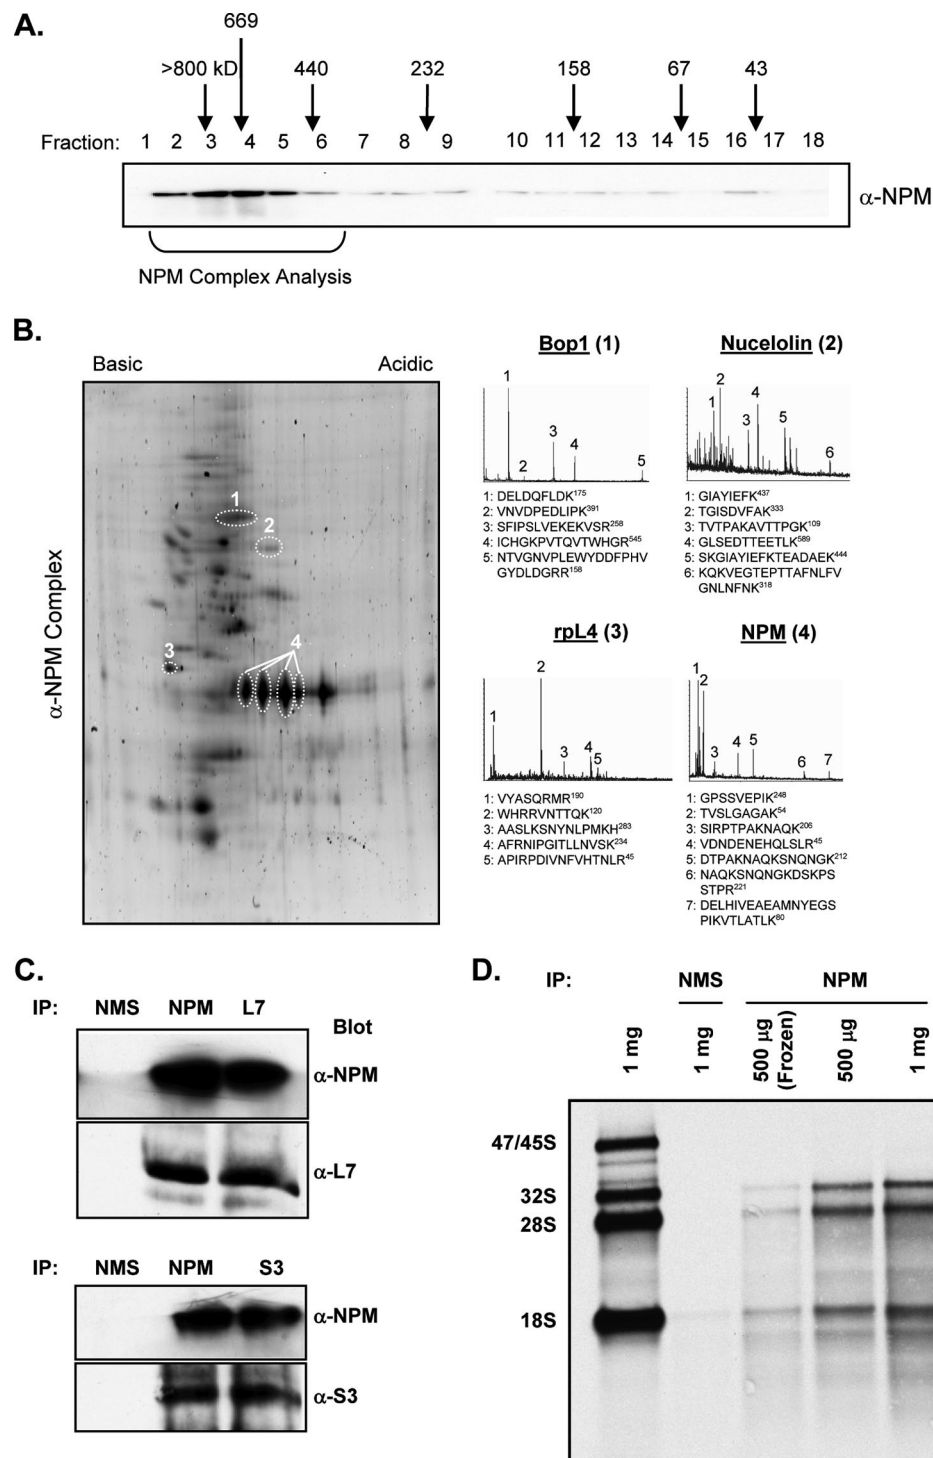 A.
669
>800 kD 440 232 158 67 43
Fraction: 1 2 3 4 5 6 7 8 9 10 11 12 13 14 15 16 17 18
α-NPM
NPM Complex Analysis
B.
Basic Acidic
α-NPM Complex
1
2
3
4
Bop1 (1)
1
2
3
4
5
1: DELDQFLDK175
2: VNVDPEDLIPK391
3: SFIPSLVEKEKVSR258
4: ICHGKPVTQVTWHGR545
5: NTVGNVPLEWYDDFPHV
GYDLDGRR158
Nucelolin (2)
1
2
3
4
5
6
1: GIAYIEFK437
2: TGISDVFAK333
3: TVTPAKAVTTPGK109
4: GLSEDTTEETLK589
5: SKGIAYIEFKTEADAEK444
6: KQKVEGTEPTTAFNLFV
GNLNFNK318
rpL4 (3)
1
2
3
4
5
1: VYASQRMR190
2: WHRRVNTTQK120
3: AASLKSNYNLPMKH283
4: AFRNIPGITLLNVSK234
5: APIRPDIVNFVHTNLR45
NPM (4)
1
2
3
4
5
6
7
1: GPSSVEPIK248
2: TVSLGAGAK54
3: SIRPTPAKNAQK206
4: VDNDENEHQLSLR45
5: DTPAKNAQKSNQNGK212
6: NAQKSNQNGKDSKPS
STPR221
7: DELHIVEAEAMNYEGS
PIKVTLATLK80
C.
IP: NMS NPM L7
Blot
α-NPM
α-L7
IP: NMS NPM S3
α-NPM
α-S3
D.
IP: NMS NPM
1 mg
1 mg
500 µg
(Frozen)
500 µg
1 mg
47/45S
32S
28S
18S